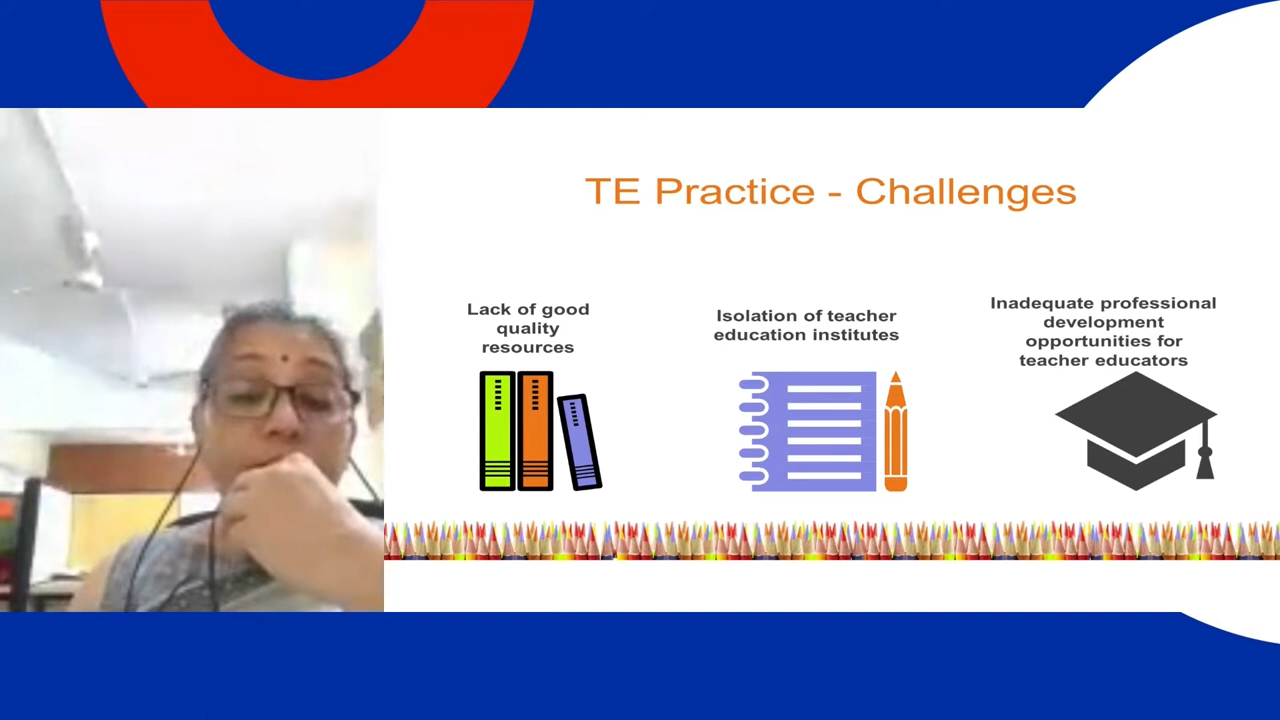 TE Practice - Challenges
Lack of good
quality
resources
Isolation of teacher
education institutes
Inadequate professional
development
opportunities for
teacher educators